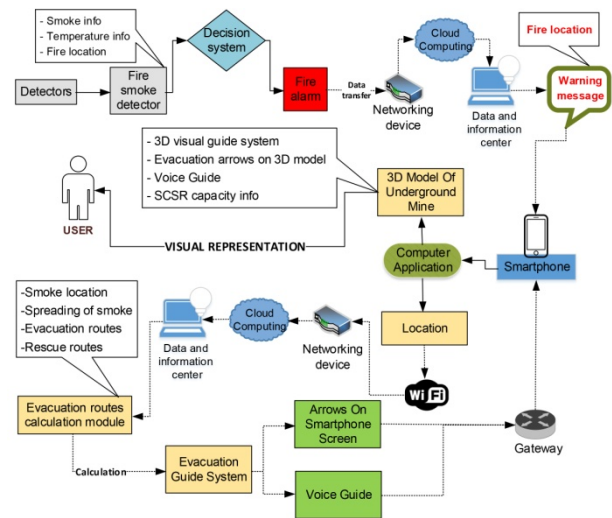 - Smoke info
- Temperature info
- Fire location
Decision
system
Cloud
Computing
Fire location
Detectors
Fire
smoke
detector
Fire
alarm
Data
transfer
Networking
device
Data and
information
center
Warning
message
- 3D visual guide system
- Evacuation arrows on 3D model
- Voice Guide
- SCSR capacity info
3D Model Of
Underground
Mine
USER
VISUAL REPRESENTATION
Computer
Application
Smartphone
-Smoke location
-Spreading of smoke
-Evacuation routes
-Rescue routes
Data and
information
center
Cloud
Computing
Networking
device
Location
WiFi
Evacuation routes
calculation module
Calculation
Evacuation
Guide System
Arrows On
Smartphone
Screen
Voice Guide
Gateway